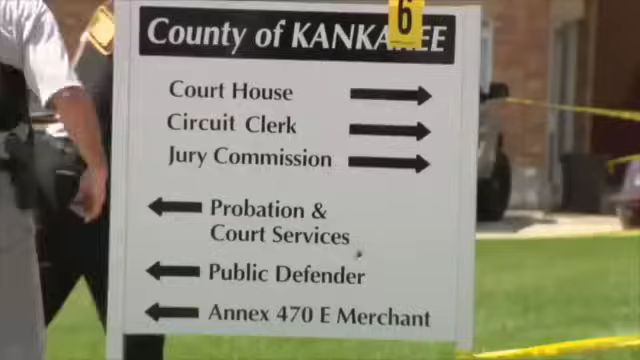 6
County of KANKAKEE
Court House
Circuit Clerk
Jury Commission
Probation &
Court Services
Public Defender
Annex 470 E Merchant